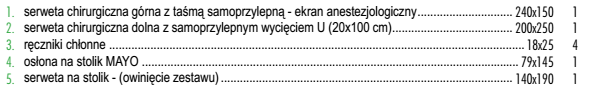 1. serweta chirurgiczna górna z taśmą samoprzylepną - ekran anestezjologiczny.............................. 240x150 1
2. serweta chirurgiczna dolna z samoprzylepnym wycięciem U (20x100 cm)...................................... 200x250 1
3. ręczniki chłonne ........................................................................................................................ 18x25 4
4. osłona na stolik MAYO ............................................................................................................... 79x145 1
5. serweta na stolik - (owinięcie zestawu) ........................................................................................ 140x190 1